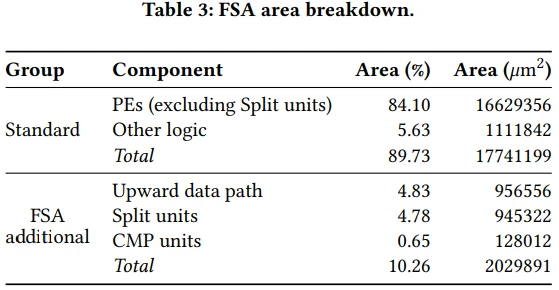 Table 3: FSA area breakdown.
Group Component Area (%) Area (μm²)
PEs (excluding Split units) 84.10 16629356
Standard Other logic 5.63 1111842
Total 89.73 17741199
Upward data path 4.83 956556
FSA additional Split units 4.78 945322
CMP units 0.65 128012
Total 10.26 2029891